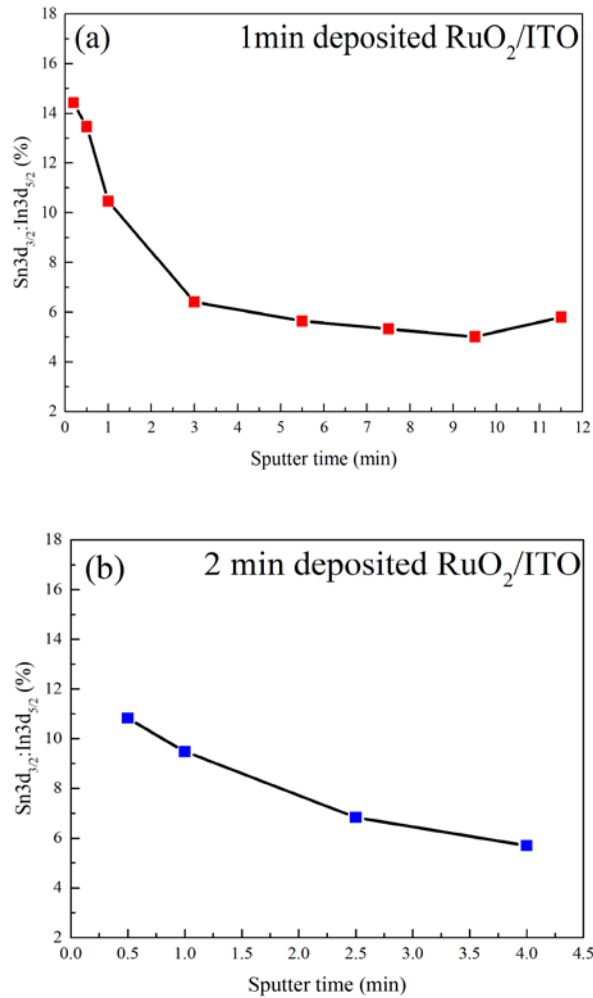 (a) 1min deposited RuO₂/ITO
18
16
14
12
10
8
6
4
2
Sn3d₃/₂:In3d₅/₂ (%)
0 1 2 3 4 5 6 7 8 9 10 11 12
Sputter time (min)
(b) 2 min deposited RuO₂/ITO
18
16
14
12
10
8
6
4
2
Sn3d₃/₂:In3d₅/₂ (%)
0.0 0.5 1.0 1.5 2.0 2.5 3.0 3.5 4.0 4.5
Sputter time (min)